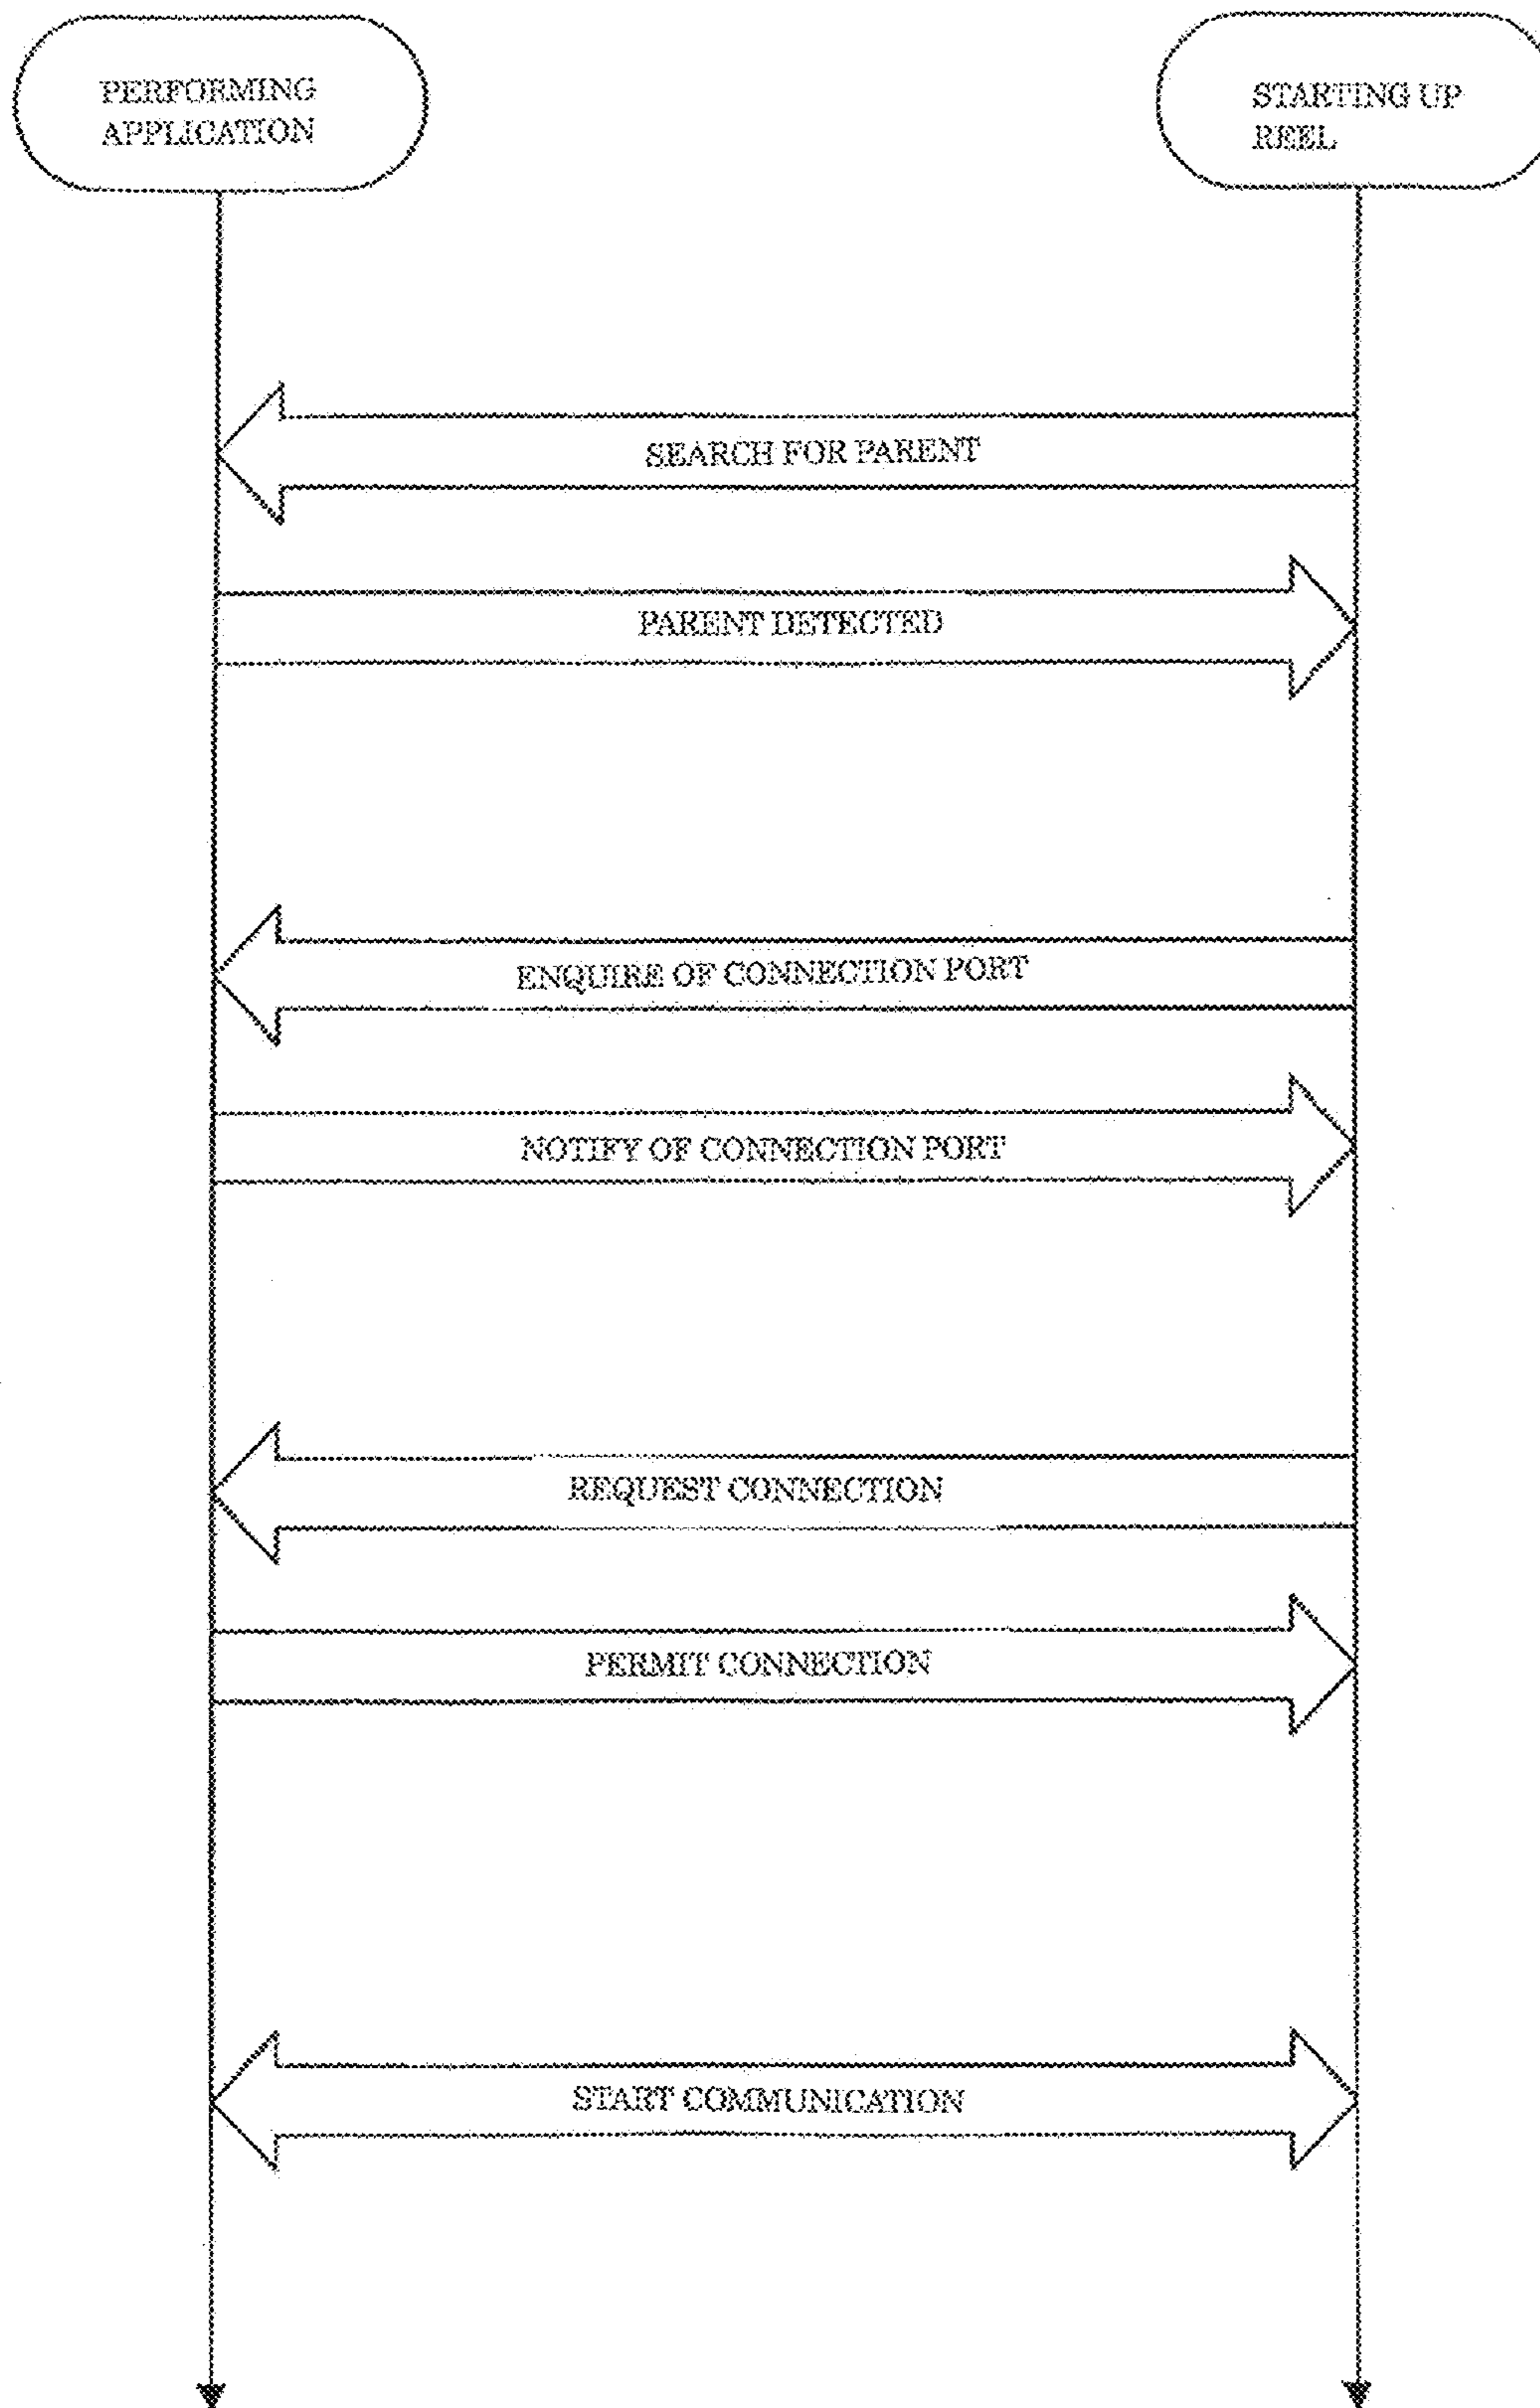 PERFORMING
APPLICATION
STARTING UP
REEL
SEARCH FOR PARENT
PARENT DETECTED
ENQUIRE OF CONNECTION PORT
NOTIFY OF CONNECTION PORT
REQUEST CONNECTION
PERMIT CONNECTION
START COMMUNICATION